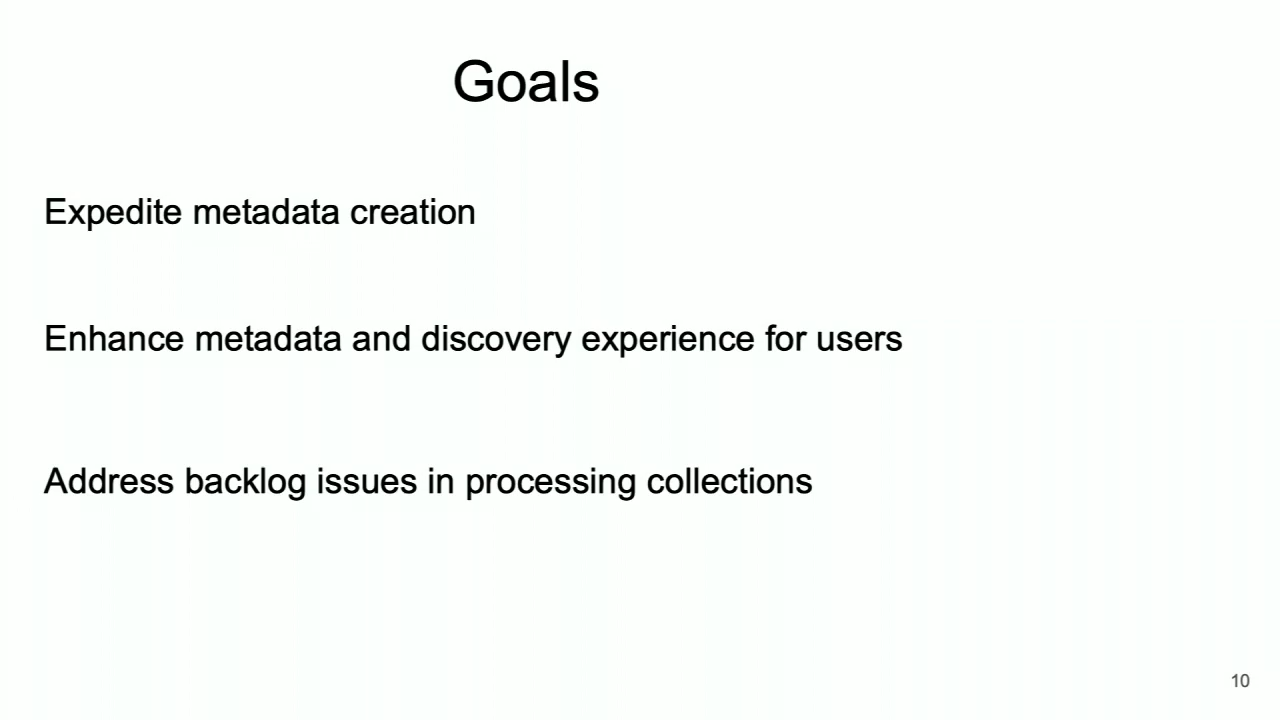 Goals
Expedite metadata creation
Enhance metadata and discovery experience for users
Address backlog issues in processing collections
10